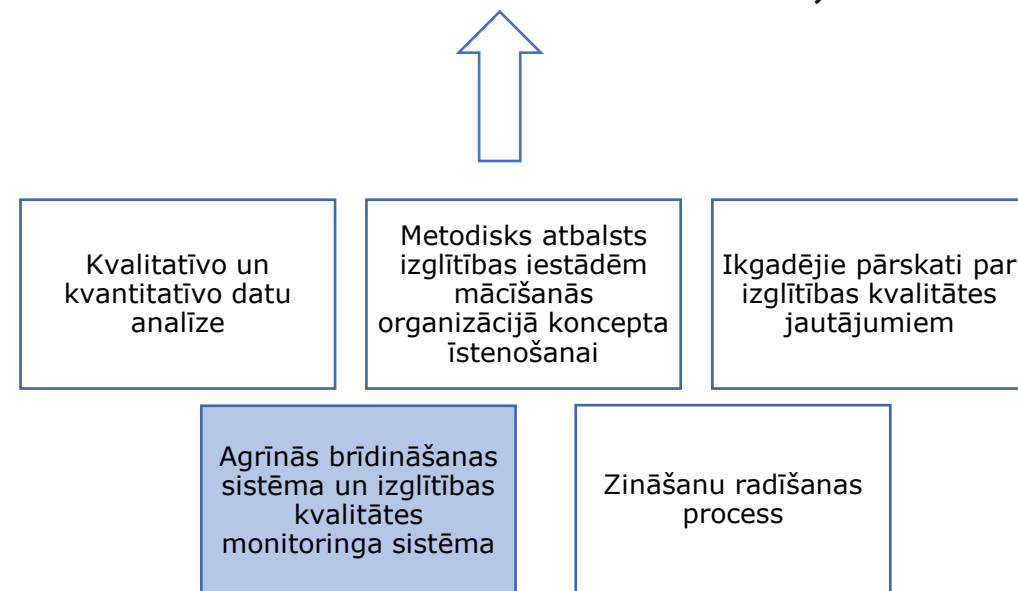 Kvalitatīvo un
kvantitatīvo datu
analīze
Metodisks atbalsts
izglītības iestādēm
mācīšanās
organizācijā koncepta
īstenošanai
Ikgadējie pārskati par
izglītības kvalitātes
jautājumiem
Agrīnās brīdināšanas
sistēma un izglītības
kvalitātes
monitoringa sistēma
Zināšanu radīšanas
process